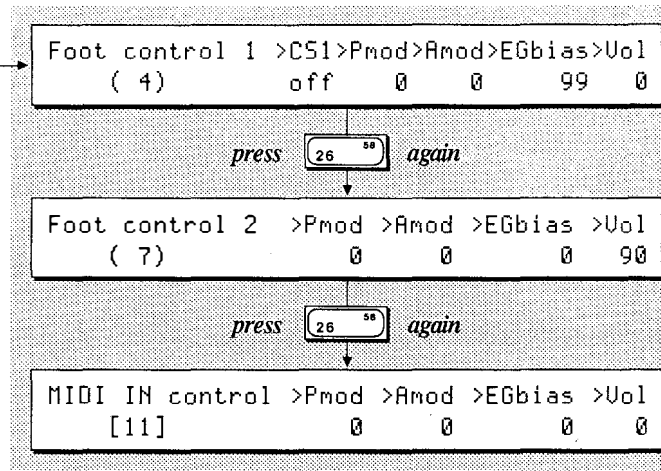 Foot control 1 >CS1>Pmod>Amod>EGbias>Vol
( 4) off 0 0 99 0
press 26 58 again
Foot control 2 >Pmod >Amod >EGbias >Vol
( 7) 0 0 0 90
press 26 58 again
MIDI IN control >Pmod >Amod >EGbias >Vol
[11] 0 0 0 0